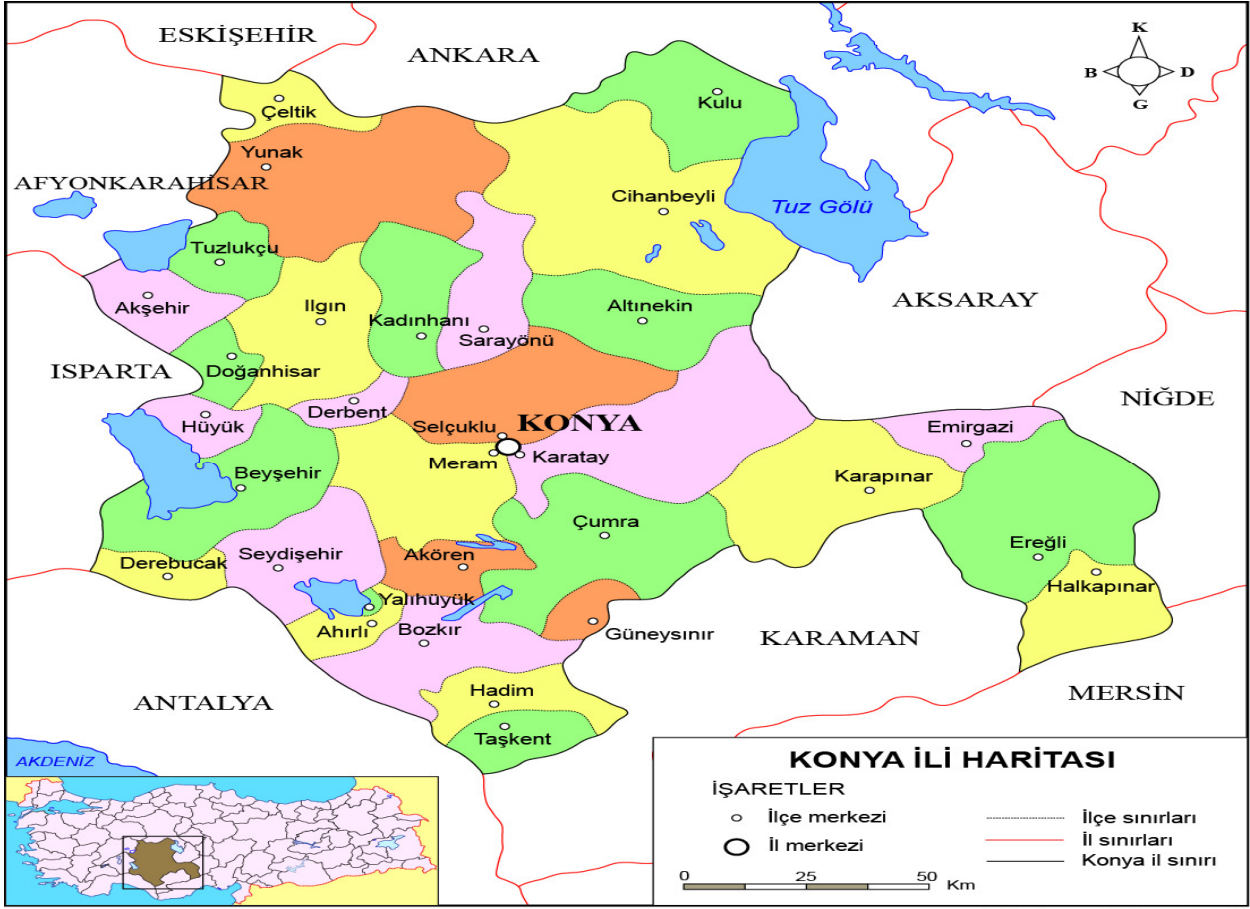 ESKİŞEHİR
ANKARA
K
B
D
G
Çeltik
Kulu
Yunak
AFYONKARAHİSAR
Cihanbeyli
Tuz Gölü
Tuzlukçu
Akşehir
Ilgın
Kadınhanı
Sarayönü
Altınekin
AKSARAY
ISPARTA
Doğanhisar
NİĞDE
Hüyük
Derbent
Selçuklu
KONYA
Emirgazi
Meram
Karatay
Beyşehir
Karapınar
Çumra
Derebucak
Seydişehir
Akören
Ereğli
Halkapınar
Yalıhüyük
Ahırlı
Bozkır
Güneysınır
KARAMAN
ANTALYA
Hadim
MERSİN
Taşkent
AKDENİZ
KONYA İLİ HARİTASI
İŞARETLER
İlçe merkezi
İl merkezi
İlçe sınırları
İl sınırları
Konya il sınırı
0 25 50 Km